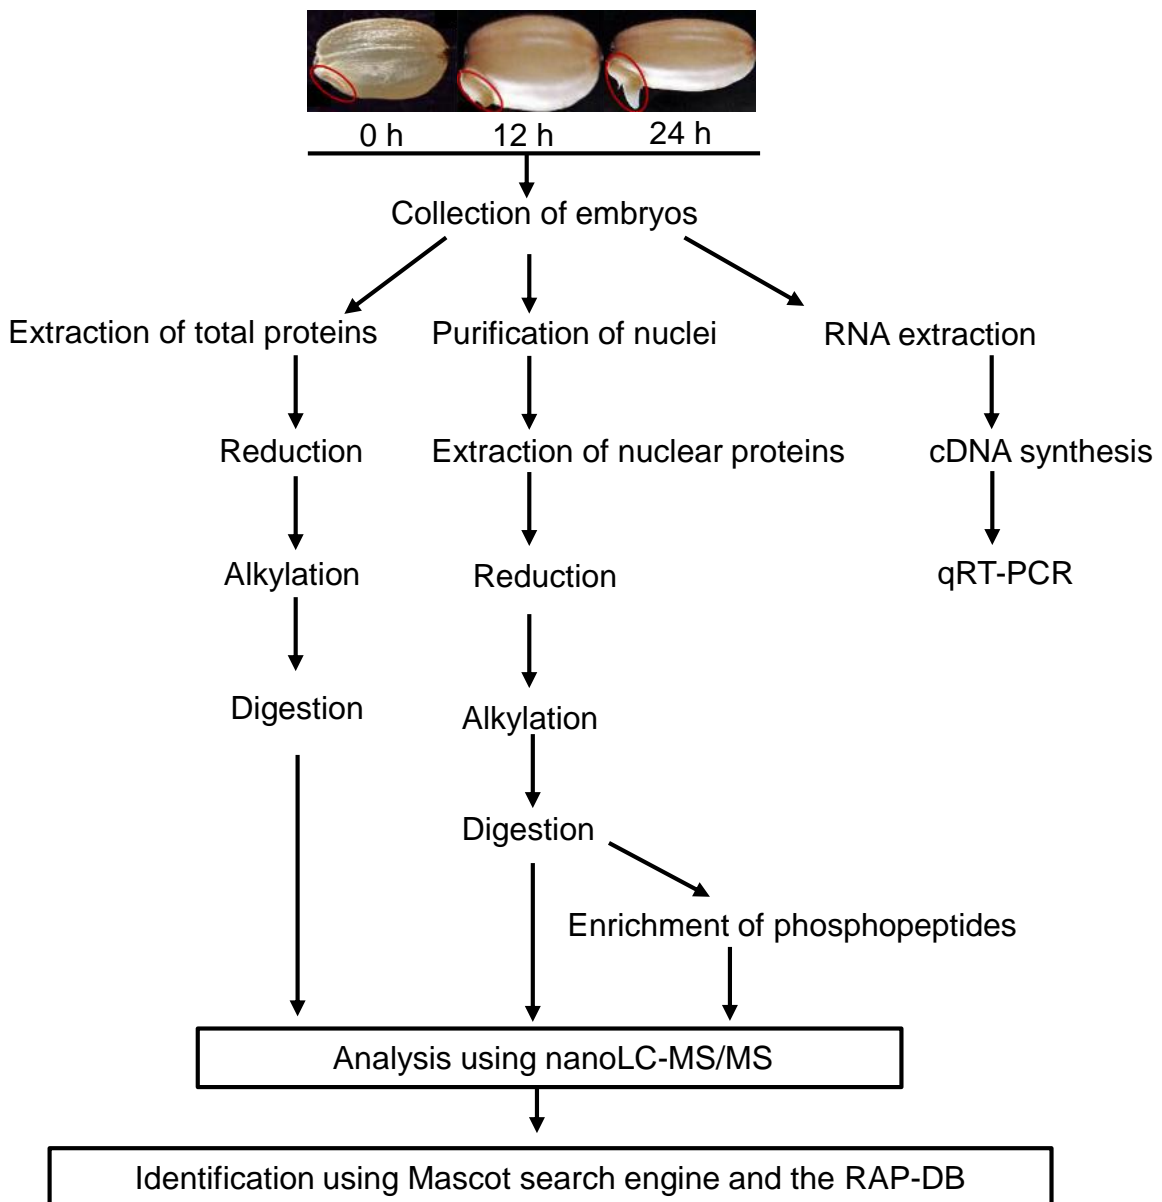 0 h 12 h 24 h
Collection of embryos
Extraction of total proteins Purification of nuclei RNA extraction
Reduction Extraction of nuclear proteins cDNA synthesis
Alkylation Reduction qRT-PCR
Digestion Alkylation
Digestion
Enrichment of phosphopeptides
Analysis using nanoLC-MS/MS
Identification using Mascot search engine and the RAP-DB